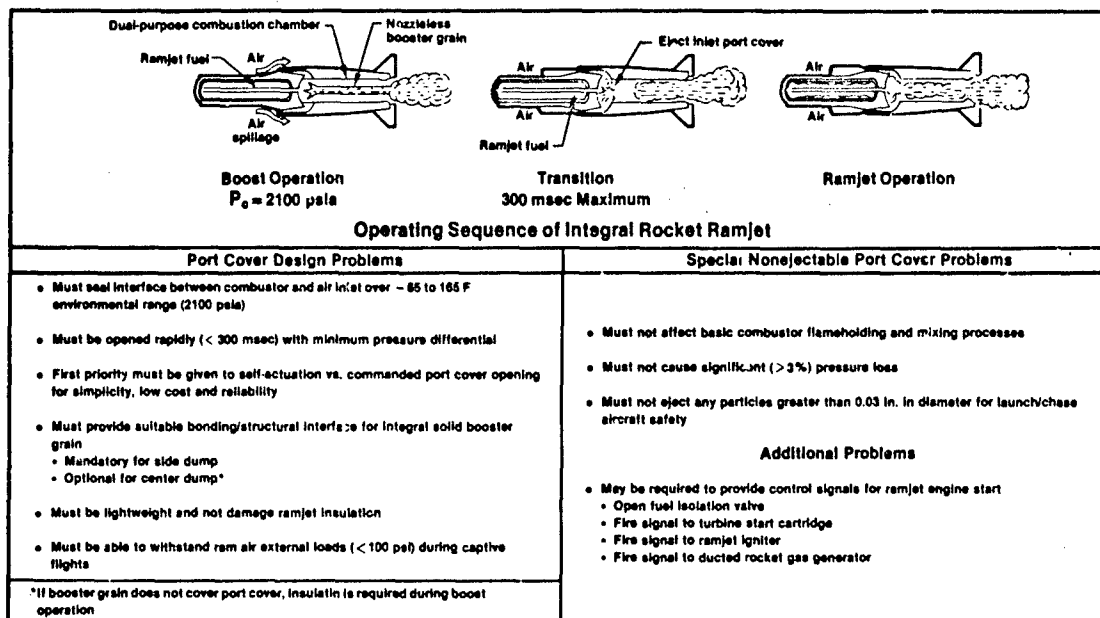 Dual-purpose combustion chamber
Nozzleless
booster grain
Ramjet fuel
Air
Air
spillage
Boost Operation
Pc = 2100 psia
Eject inlet port cover
Air
Air
Ramjet fuel
Transition
300 msec Maximum
Air
Air
Ramjet Operation
Operating Sequence of Integral Rocket Ramjet
Port Cover Design Problems
• Must seal interface between combustor and air inlet over – 65 to 165 F
environmental range (2100 psia)
• Must be opened rapidly (< 300 msec) with minimum pressure differential
• First priority must be given to self-actuation vs. commanded port cover opening
for simplicity, low cost and reliability
• Must provide suitable bonding/structural interface for integral solid booster
grain
• Mandatory for side dump
• Optional for center dump*
• Must be lightweight and not damage ramjet insulation
• Must be able to withstand ram air external loads (<100 psi) during captive
flights
*If booster grain does not cover port cover, insulatin is required during boost
operation
Special Nonejectable Port Cover Problems
• Must not affect basic combustor flameholding and mixing processes
• Must not cause significant (>3%) pressure loss
• Must not eject any particles greater than 0.03 in. in diameter for launch/chase
aircraft safety
Additional Problems
• May be required to provide control signals for ramjet engine start
• Open fuel isolation valve
• Fire signal to turbine start cartridge
• Fire signal to ramjet igniter
• Fire signal to ducted rocket gas generator